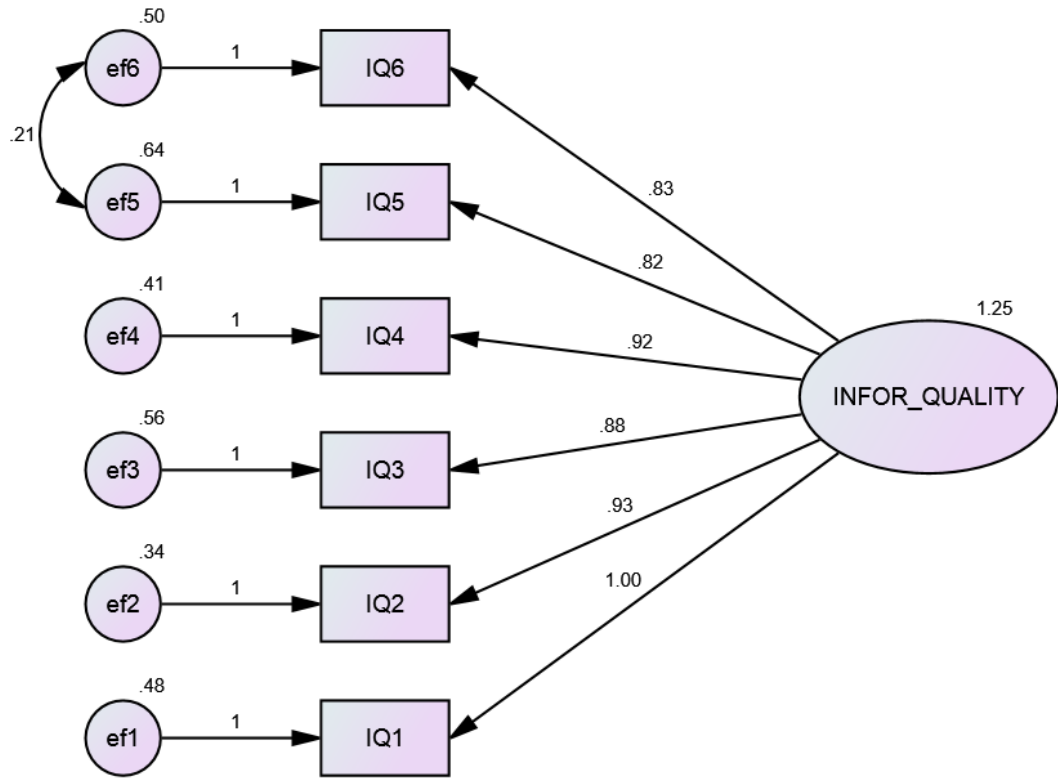 .50
ef6
1
IQ6
.21
.83
.64
ef5
1
IQ5
.82
.41
ef4
1
IQ4
.92
1.25
INFOR_QUALITY
.56
ef3
1
IQ3
.88
.34
ef2
1
IQ2
.93
1.00
.48
ef1
1
IQ1